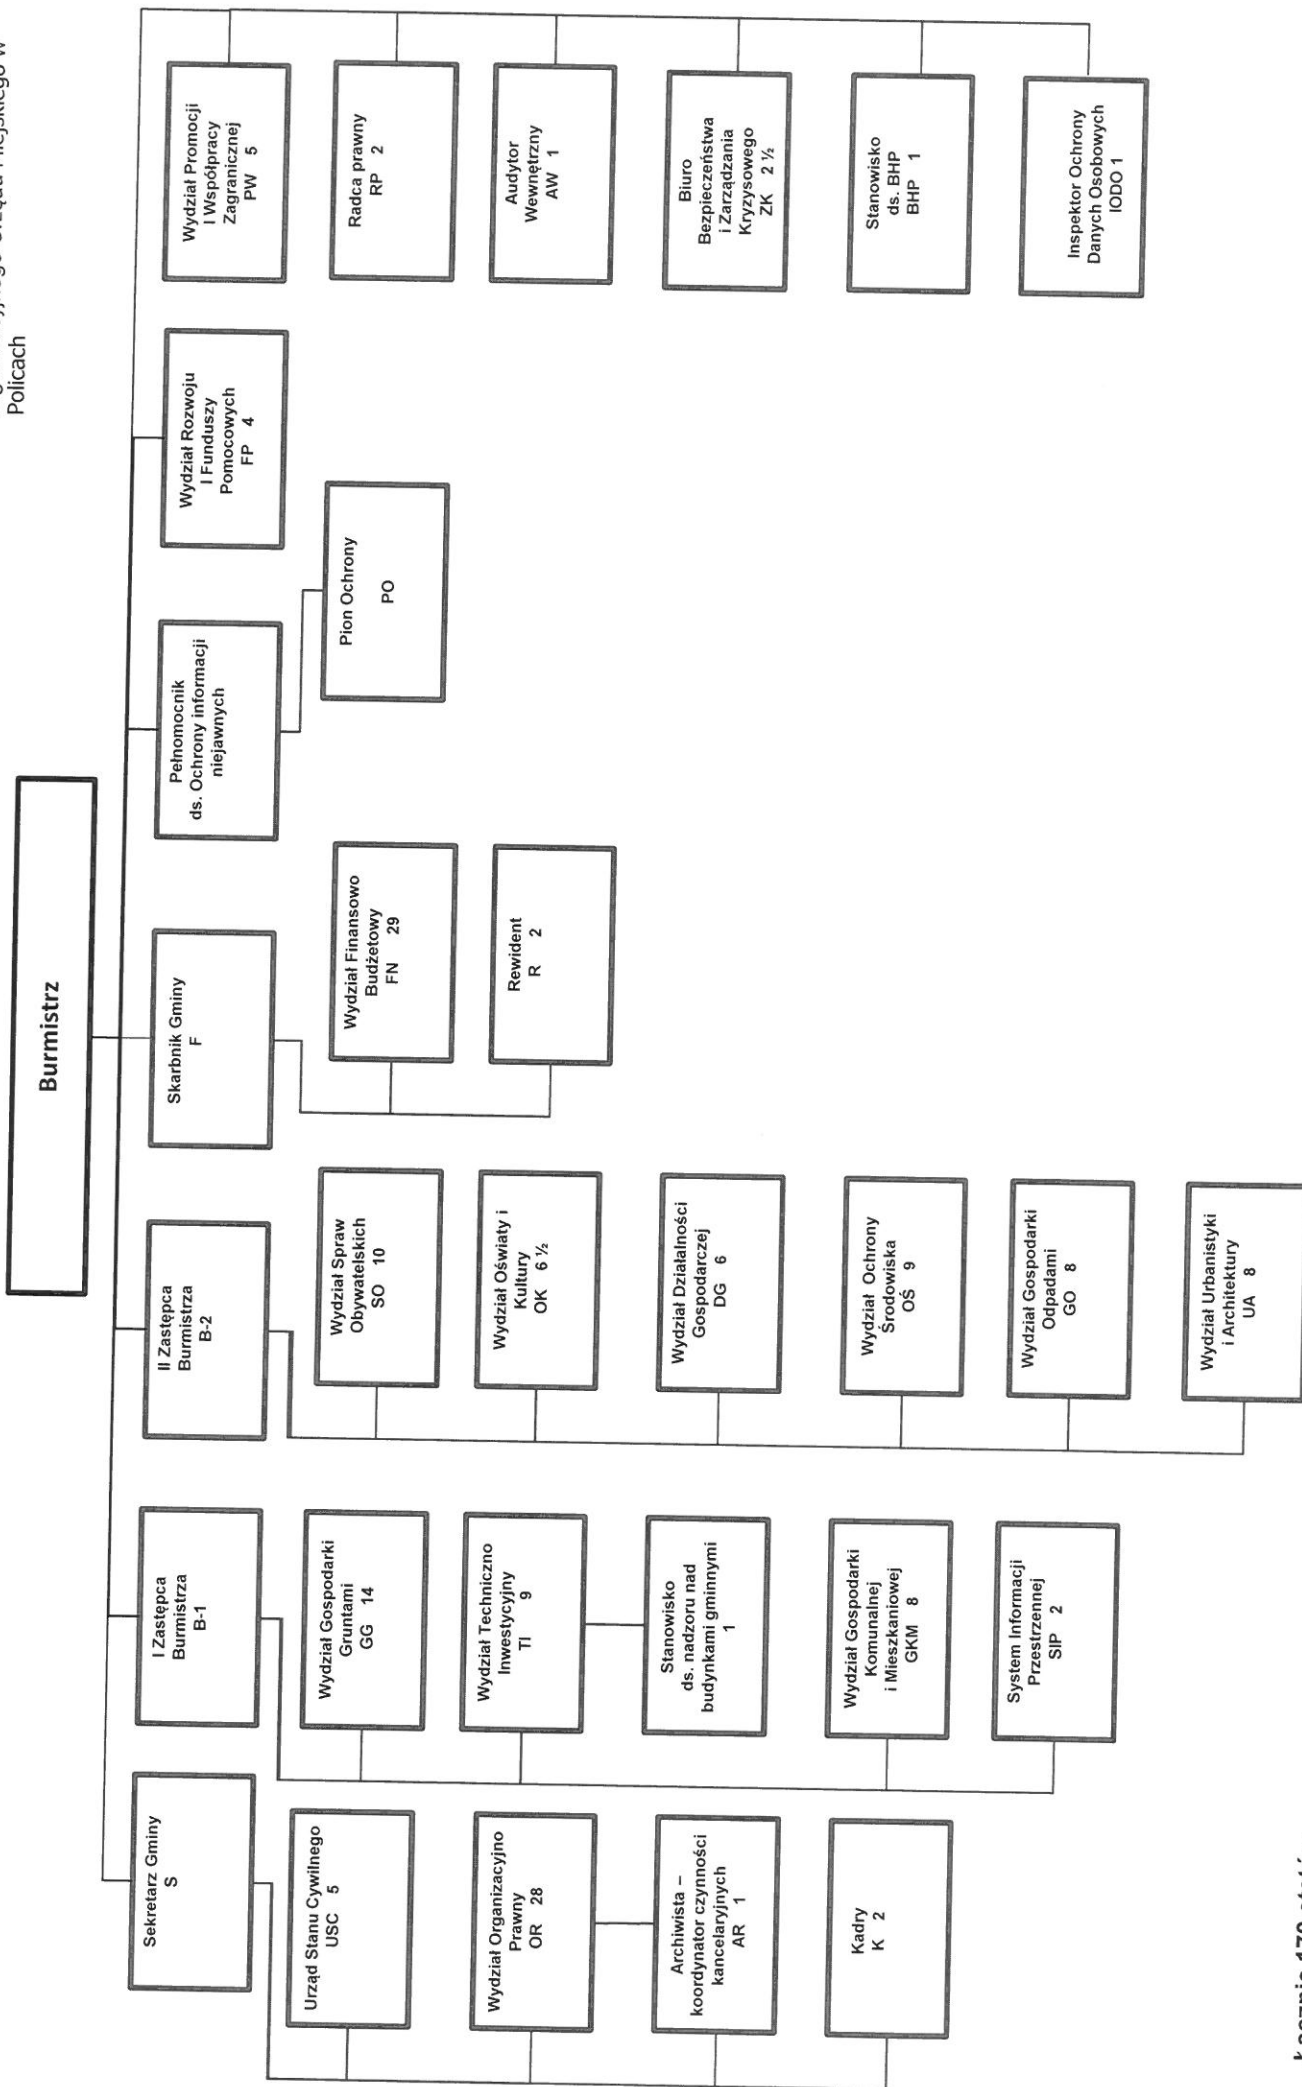 Policach
Burmistrz
Sekretarz Gminy
S
I Zastępca
Burmistrza
B-1
II Zastępca
Burmistrza
B-2
Skarbnik Gminy
F
Pełnomocnik
ds. Ochrony informacji
niejawnych
Wydział Rozwoju
I Funduszy
Pomocowych
FP 4
Wydział Promocji
I Współpracy
Zagranicznej
PW 5
Urząd Stanu Cywilnego
USC 5
Wydział Organizacyjno
Prawny
OR 28
Archiwista –
koordynator czynności
kancelaryjnych
AR 1
Kadry
K 2
Wydział Gospodarki
Gruntami
GG 14
Wydział Techniczno
Inwestycyjny
TI 9
Stanowisko
ds. nadzoru nad
budynkami gminnymi
1
Wydział Gospodarki
Komunalnej
i Mieszkaniowej
GKM 8
System Informacji
Przestrzennej
SIP 2
Wydział Spraw
Obywatelskich
SO 10
Wydział Oświaty i
Kultury
OK 6 ½
Wydział Działalności
Gospodarczej
DG 6
Wydział Ochrony
Środowiska
OŚ 9
Wydział Gospodarki
Odpadami
GO 8
Wydział Urbanistyki
i Architektury
UA 8
Wydział Finansowo
Budżetowy
FN 29
Rewident
R 2
Pion Ochrony
PO
Radca prawny
RP 2
Audytor
Wewnętrzny
AW 1
Biuro
Bezpieczeństwa
i Zarządzania
Kryzysowego
ZK 2 ½
Stanowisko
ds. BHP
BHP 1
Inspektor Ochrony
Danych Osobowych
IODO 1